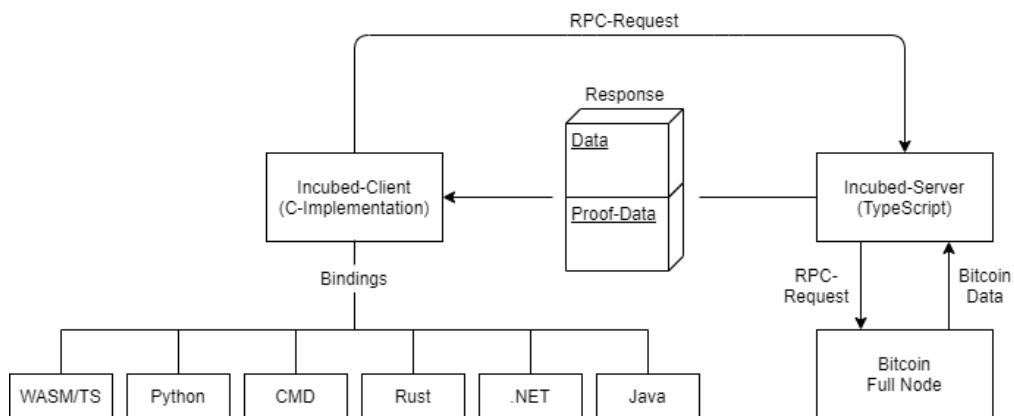 RPC-Request
Response
Data
Proof-Data
Incubed-Client
(C-Implementation)
Incubed-Server
(TypeScript)
Bindings
RPC-
Request
Bitcoin
Data
WASM/TS
Python
CMD
Rust
.NET
Java
Bitcoin
Full Node